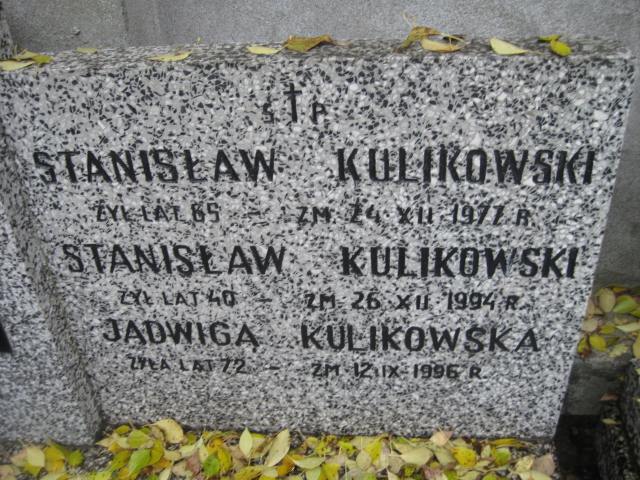 Ś † P.
STANISŁAW KULIKOWSKI
ŻYŁ LAT 65 – ZM. 24.XII.1977 R.
STANISŁAW KULIKOWSKI
ŻYŁ LAT 40 – ZM. 26.XII.1994 R.
JADWIGA KULIKOWSKA
ŻYŁA LAT 72 – ZM. 12.IX.1996 R.